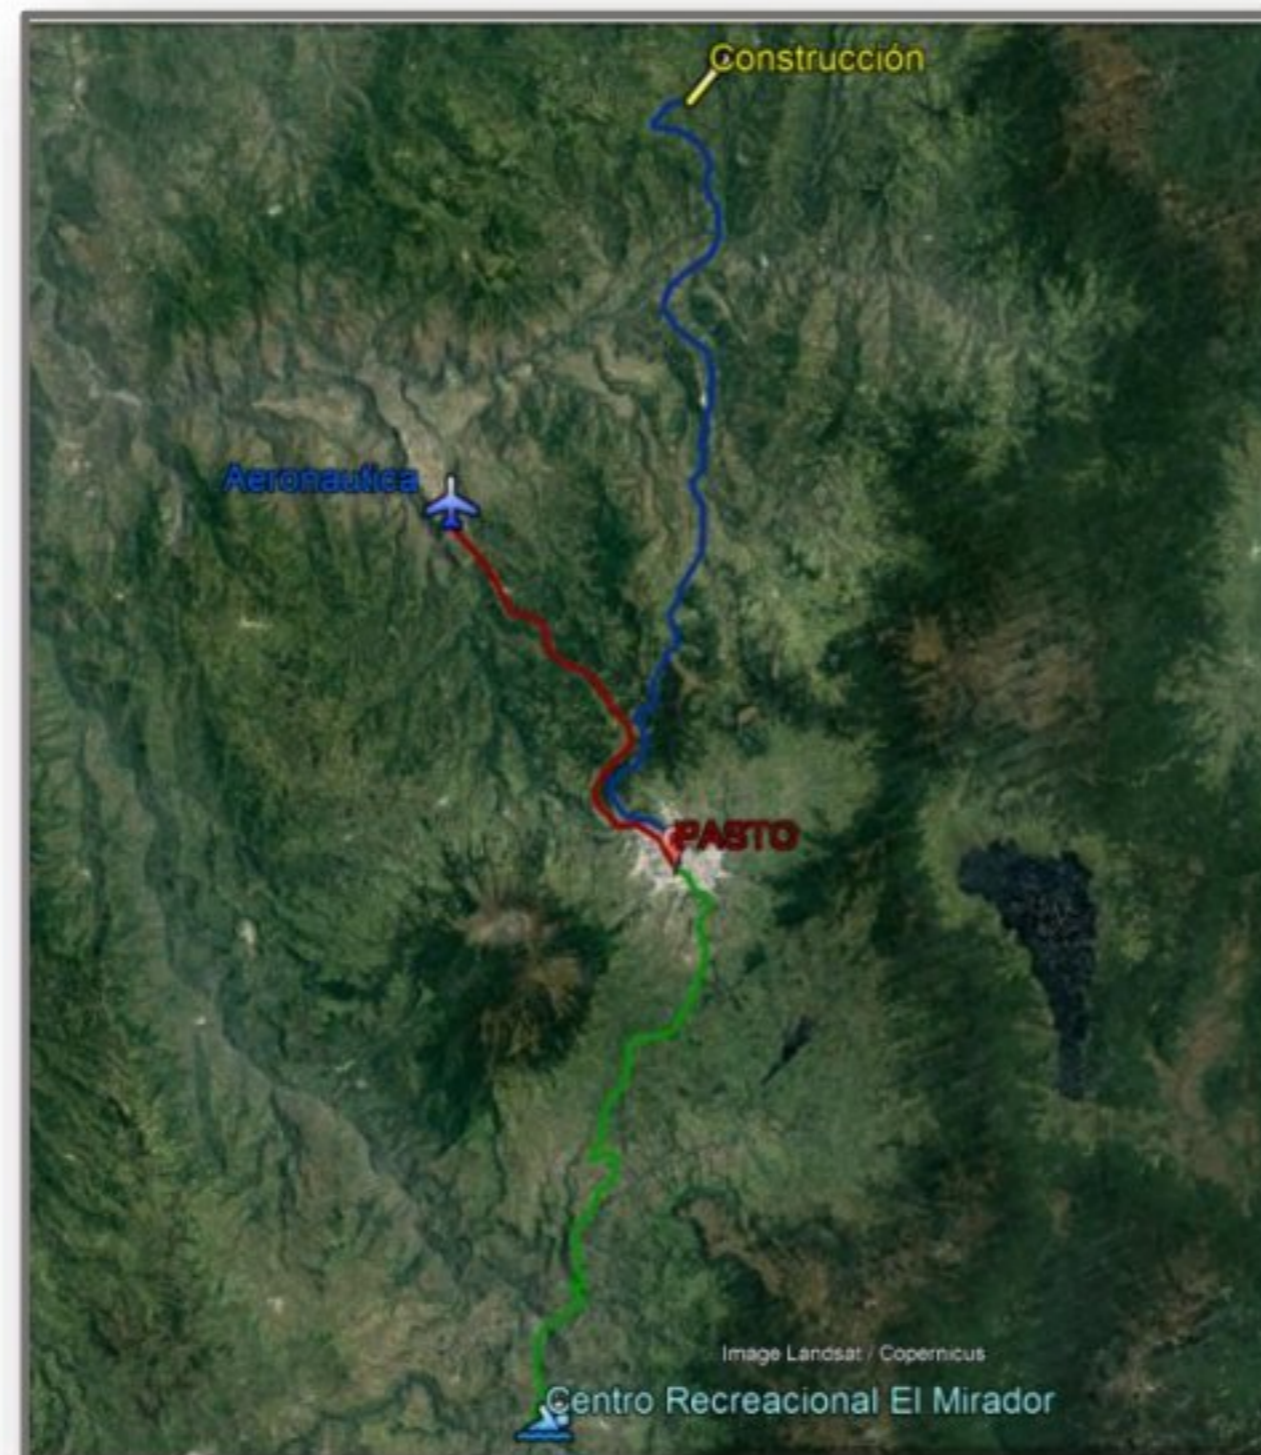 Construcción
Aeronautica
PASTO
Image Landsat / Copernicus
Centro Recreacional El Mirador